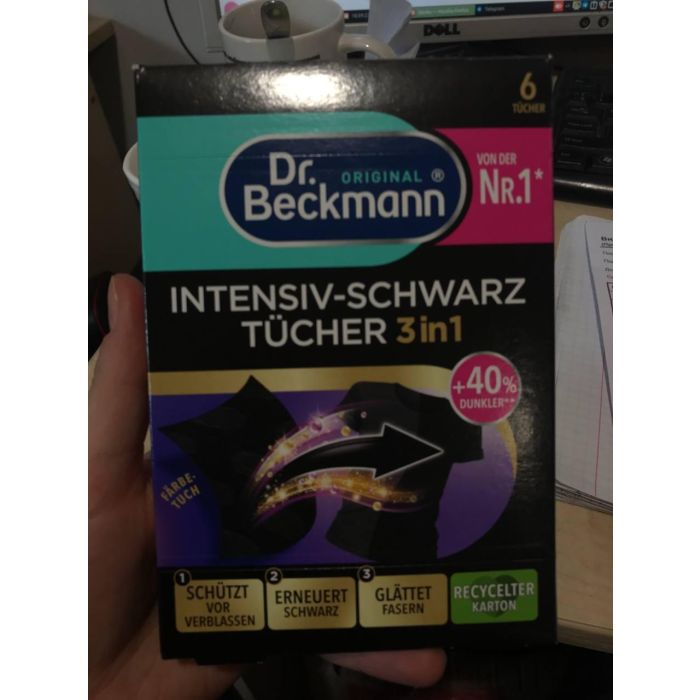 DELL
6
TÜCHER
Dr.
ORIGINAL ®
Beckmann
VON DER
NR.1*
INTENSIV-SCHWARZ
TÜCHER 3in1
+40%
DUNKLER**
FÄRBE-
TUCH
1
SCHÜTZT
VOR
VERBLASSEN
2
ERNEUERT
SCHWARZ
3
GLÄTTET
FASERN
RECYCELTER
KARTON